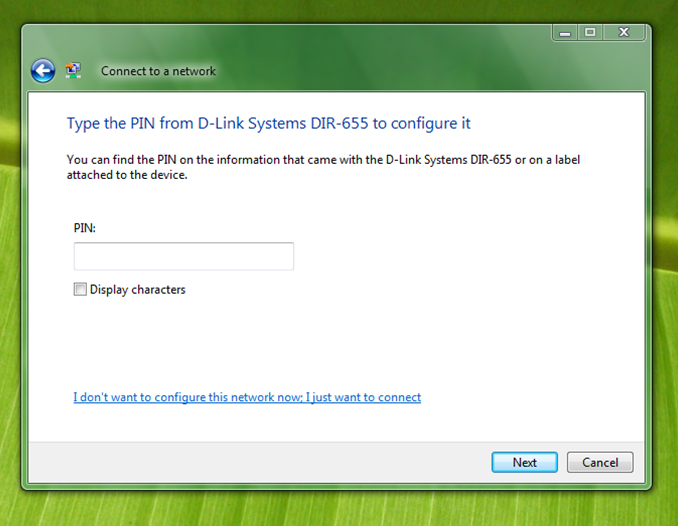 Connect to a network
Type the PIN from D-Link Systems DIR-655 to configure it
You can find the PIN on the information that came with the D-Link Systems DIR-655 or on a label
attached to the device.
PIN:
Display characters
I don't want to configure this network now; I just want to connect
Next Cancel